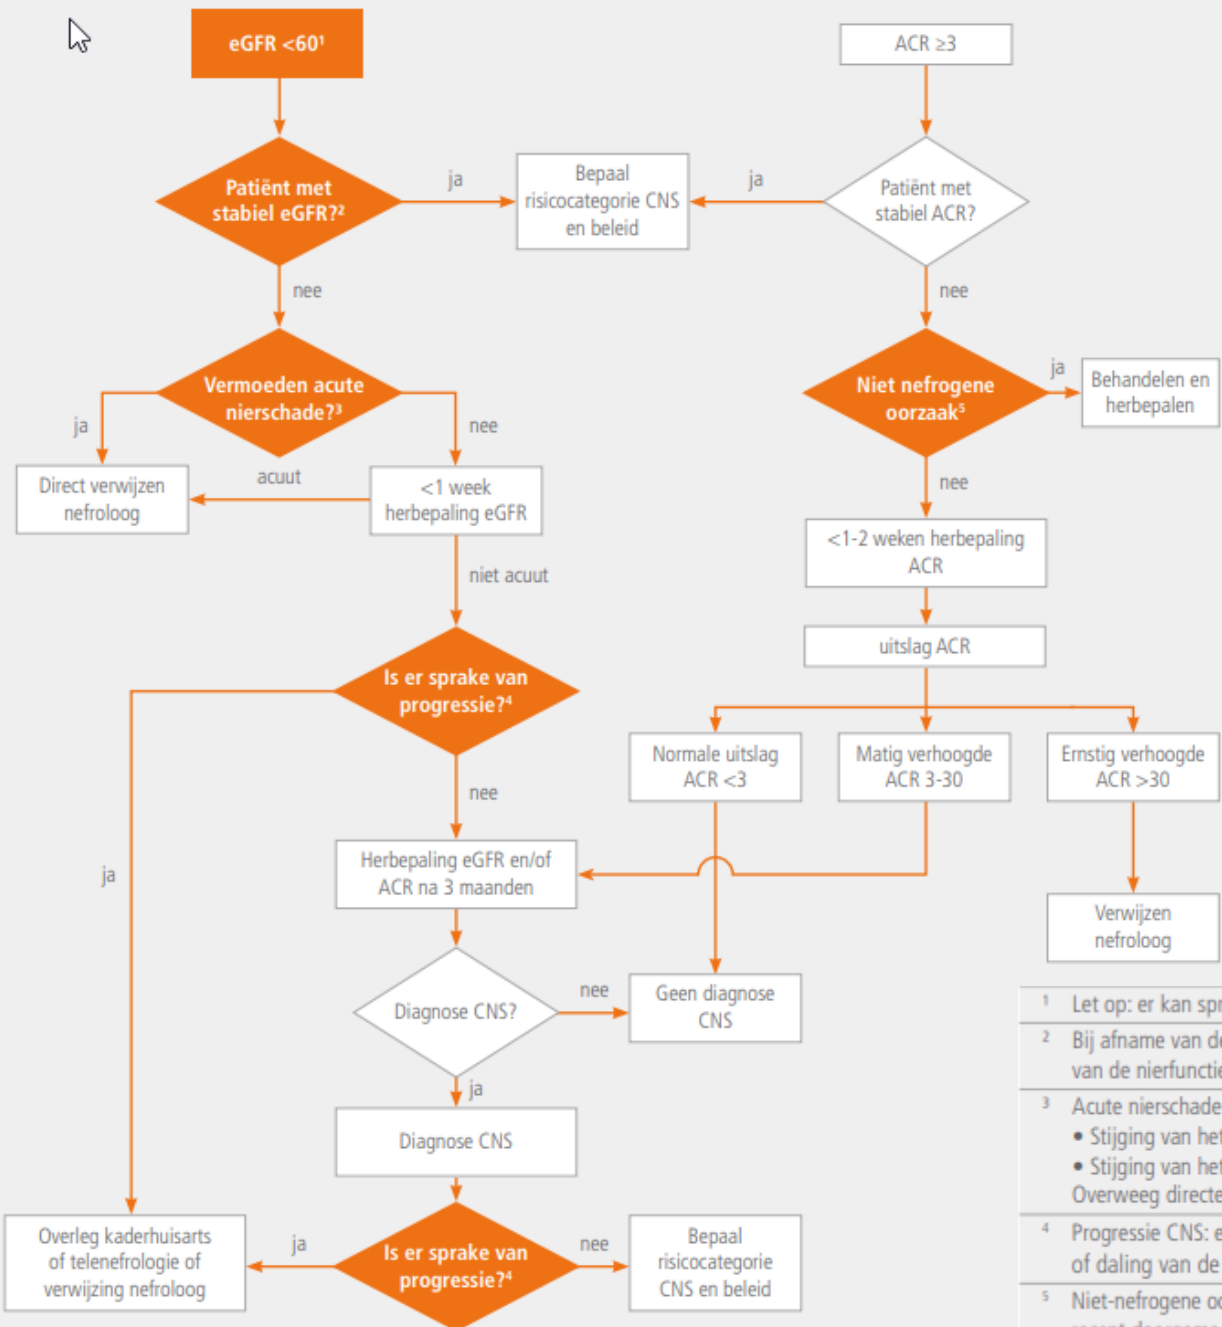 eGFR <60¹
ACR ≥3
Patiënt met
stabiel eGFR?²
ja
Bepaal
risicocategorie CNS
en beleid
ja
Patiënt met
stabiel ACR?
nee
nee
Vermoeden acute
nierschade?³
Niet nefrogene
oorzaak⁵
ja
Behandelen en
herbepalen
ja
nee
Direct verwijzen
nefroloog
acuut
<1 week
herbepaling eGFR
nee
<1-2 weken herbepaling
ACR
niet acuut
uitslag ACR
Is er sprake van
progressie?⁴
Normale uitslag
ACR <3
Matig verhoogde
ACR 3-30
Ernstig verhoogde
ACR >30
nee
ja
Herbepaling eGFR en/of
ACR na 3 maanden
Verwijzen
nefroloog
Diagnose CNS?
nee
Geen diagnose
CNS
ja
Diagnose CNS
Overleg kaderhuisarts
of telenefrologie of
verwijzing nefroloog
ja
Is er sprake van
progressie?⁴
nee
Bepaal
risicocategorie
CNS en beleid
¹ Let op: er kan
² Bij afname van
van de nierfunctie
³ Acute nierschade
• Stijging van het
• Stijging van het
Overweeg
⁴ Progressie CNS:
of daling van de
⁵ Niet-nefrogene